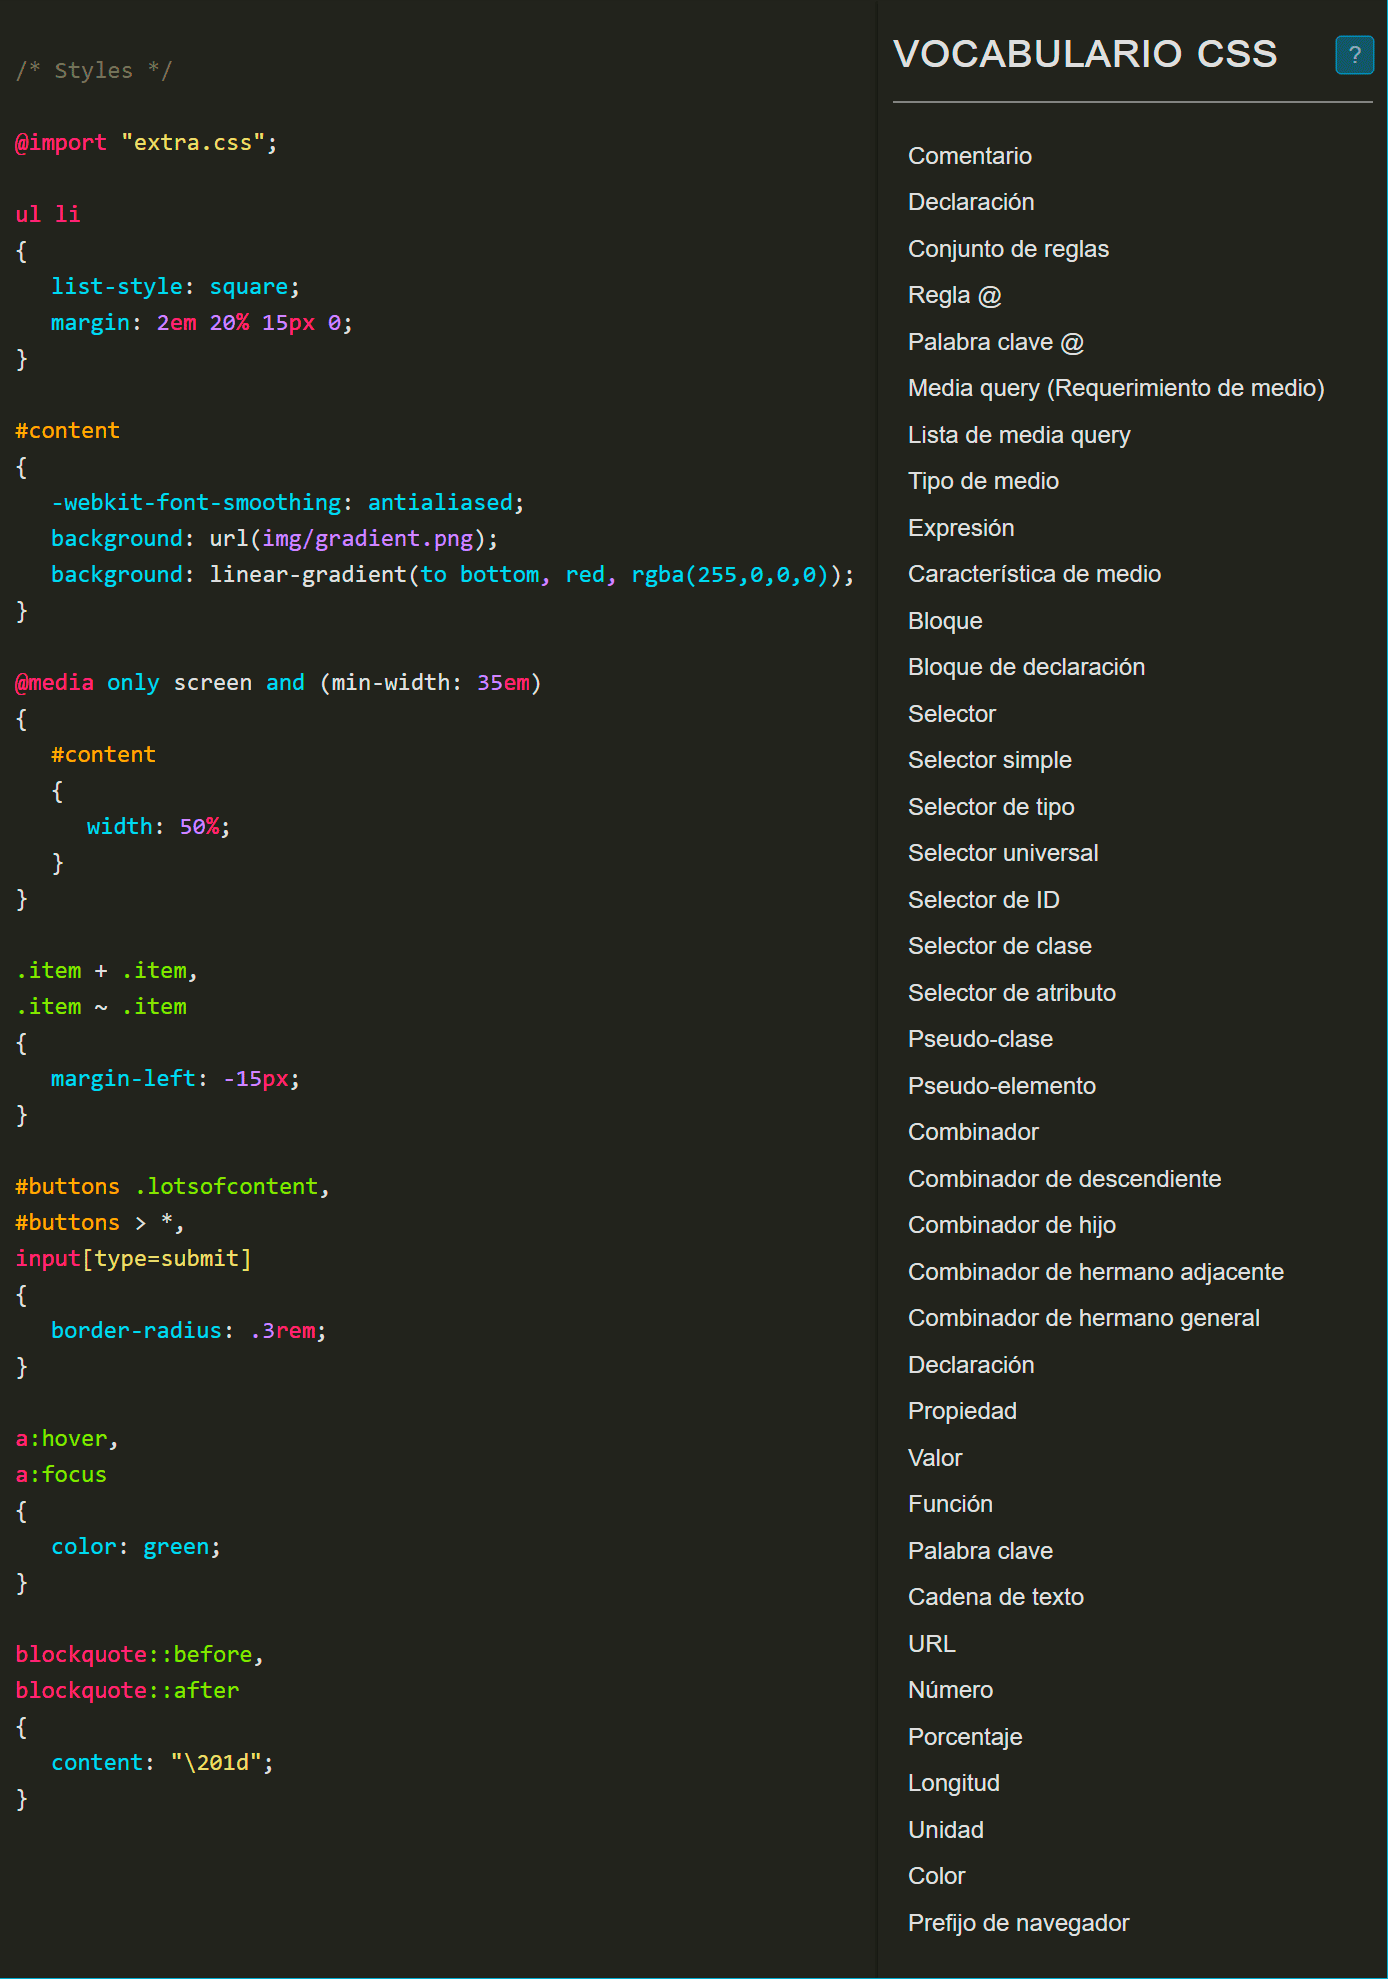 /* Styles */
@import "extra.css";
ul li
{
list-style: square;
margin: 2em 20% 15px 0;
}
#content
{
-webkit-font-smoothing: antialiased;
background: url(img/gradient.png);
background: linear-gradient(to bottom, red, rgba(255,0,0,0));
}
@media only screen and (min-width: 35em)
{
#content
{
width: 50%;
}
}
.item + .item,
.item ~ .item
{
margin-left: -15px;
}
#buttons .lotsofcontent,
#buttons > *,
input[type=submit]
{
border-radius: .3rem;
}
a:hover,
a:focus
{
color: green;
}
blockquote::before,
blockquote::after
{
content: "\201d";
}
VOCABULARIO CSS ?
Comentario
Declaración
Conjunto de reglas
Regla @
Palabra clave @
Media query (Requerimiento de medio)
Lista de media query
Tipo de medio
Expresión
Característica de medio
Bloque
Bloque de declaración
Selector
Selector simple
Selector de tipo
Selector universal
Selector de ID
Selector de clase
Selector de atributo
Pseudo-clase
Pseudo-elemento
Combinador
Combinador de descendiente
Combinador de hijo
Combinador de hermano adjacente
Combinador de hermano general
Declaración
Propiedad
Valor
Función
Palabra clave
Cadena de texto
URL
Número
Porcentaje
Longitud
Unidad
Color
Prefijo de navegador